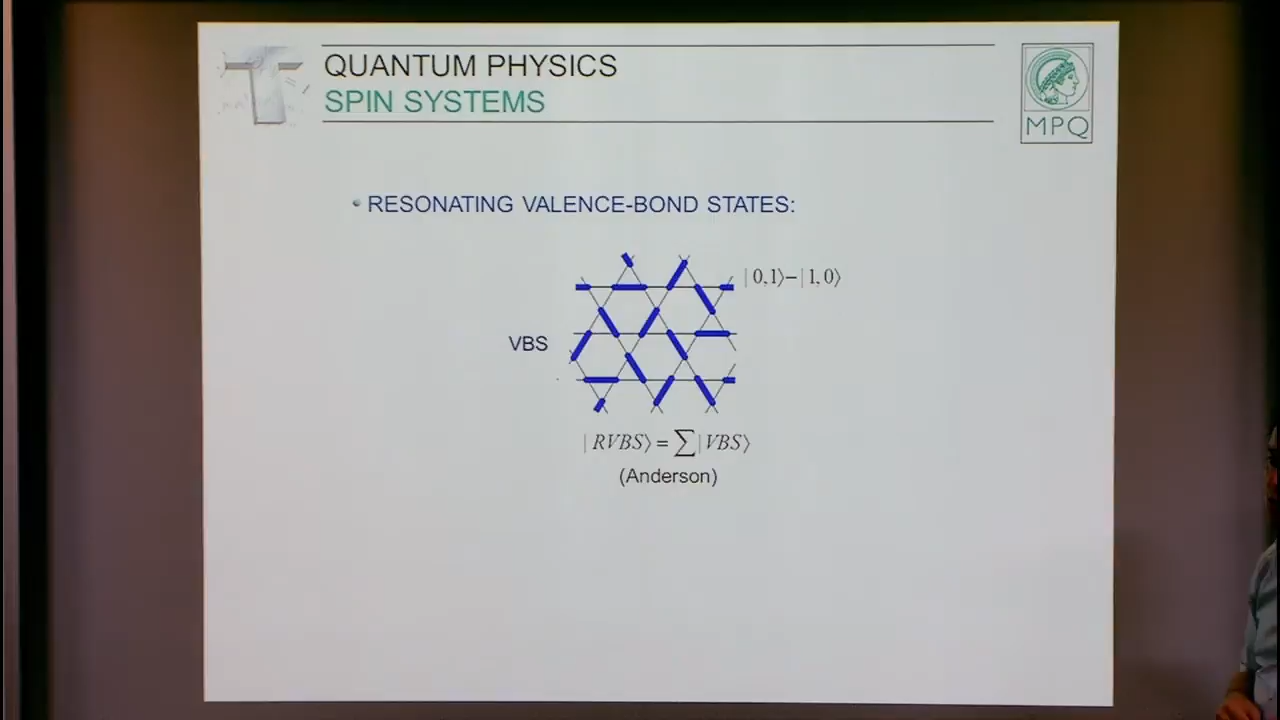 QUANTUM PHYSICS
SPIN SYSTEMS
MPQ
• RESONATING VALENCE-BOND STATES:
|0,1⟩−|1,0⟩
VBS
|RVBS⟩ = ∑|VBS⟩
(Anderson)